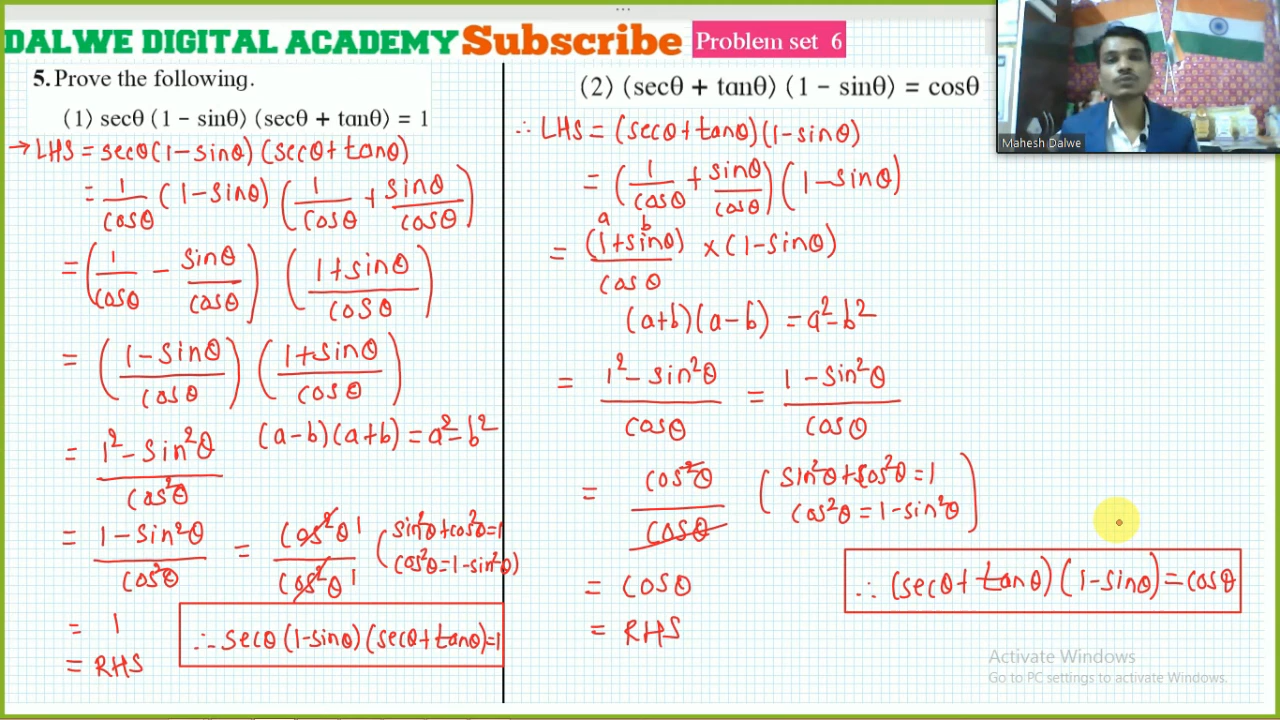 DALWE DIGITAL ACADEMY Subscribe Problem set 6
5. Prove the following.
(1) secθ (1 − sinθ) (secθ + tanθ) = 1
→ LHS = secθ(1−sinθ)(secθ+tanθ)
= 1/cosθ (1−sinθ) (1/cosθ + sinθ/cosθ)
= (1/cosθ − sinθ/cosθ) ((1+sinθ)/cosθ)
= ((1−sinθ)/cosθ) ((1+sinθ)/cosθ)
= (1²−sin²θ)/cos²θ (a−b)(a+b) = a²−b²
= (1−sin²θ)/cos²θ = cos²θ 1/cos²θ 1 (sin²θ+cos²θ=1
cos²θ=1−sin²θ)
= 1
= RHS
∴ secθ(1−sinθ)(secθ+tanθ)=1
(2) (secθ + tanθ) (1 − sinθ) = cosθ
∴ LHS = (secθ+tanθ)(1−sinθ)
= (1/cosθ + sinθ/cosθ)(1−sinθ)
a b
= (1+sinθ)/cosθ × (1−sinθ)
(a+b)(a−b) = a²−b²
= (1²−sin²θ)/cosθ = (1−sin²θ)/cosθ
= cos²θ/cosθ (sin²θ+cos²θ=1
cos²θ=1−sin²θ)
= cosθ
= RHS
∴ (secθ+tanθ)(1−sinθ)=cosθ
Mahesh Dalwe
Activate Windows
Go to PC settings to activate Windows.